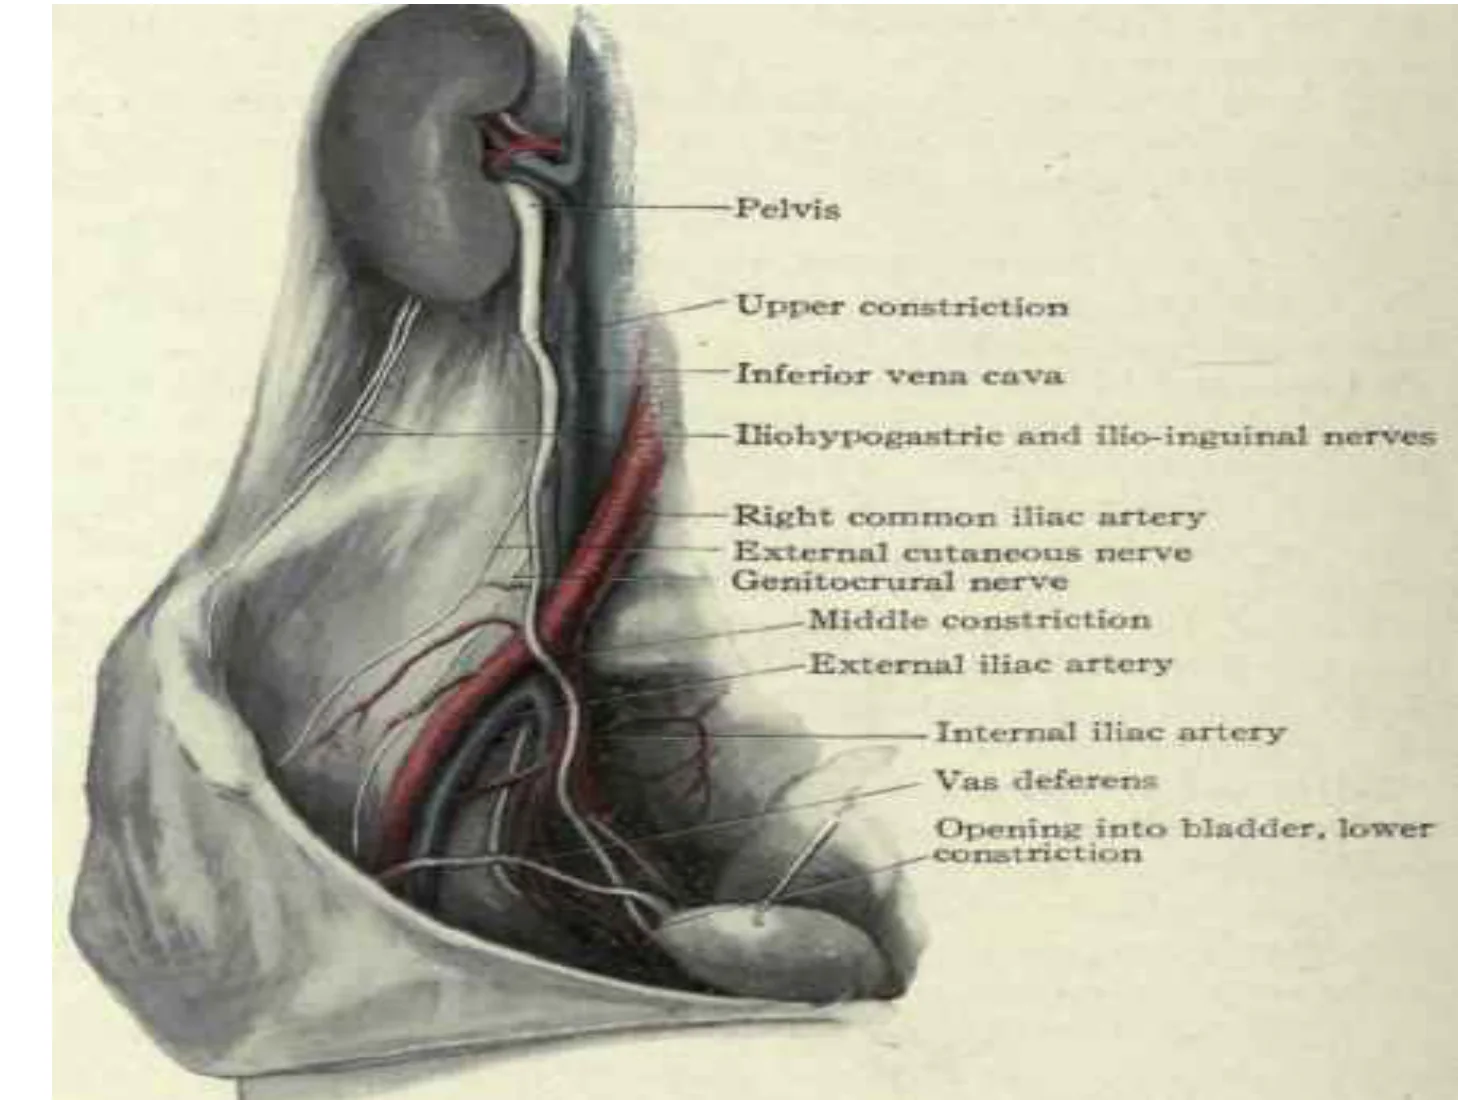 Pelvis
Upper constriction
Inferior vena cava
Iliohypogastric and ilio-inguinal nerves
Right common iliac artery
External cutaneous nerve
Genitocrural nerve
Middle constriction
External iliac artery
Internal iliac artery
Vas deferens
Opening into bladder, lower
constriction